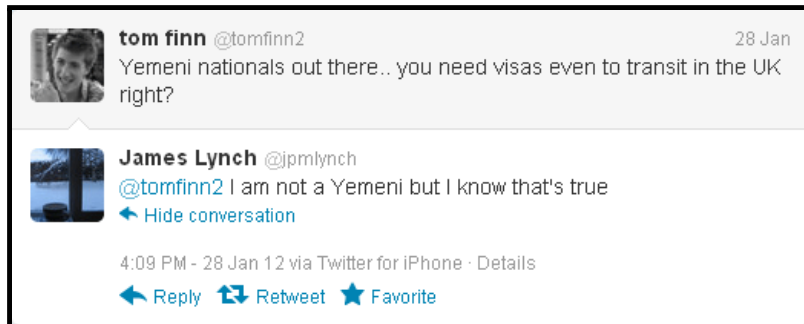 tom finn @tomfinn2 28 Jan
Yemeni nationals out there.. you need visas even to transit in the UK
right?
James Lynch @jpmlynch
@tomfinn2 I am not a Yemeni but I know that's true
Hide conversation
4:09 PM - 28 Jan 12 via Twitter for iPhone · Details
Reply Retweet Favorite